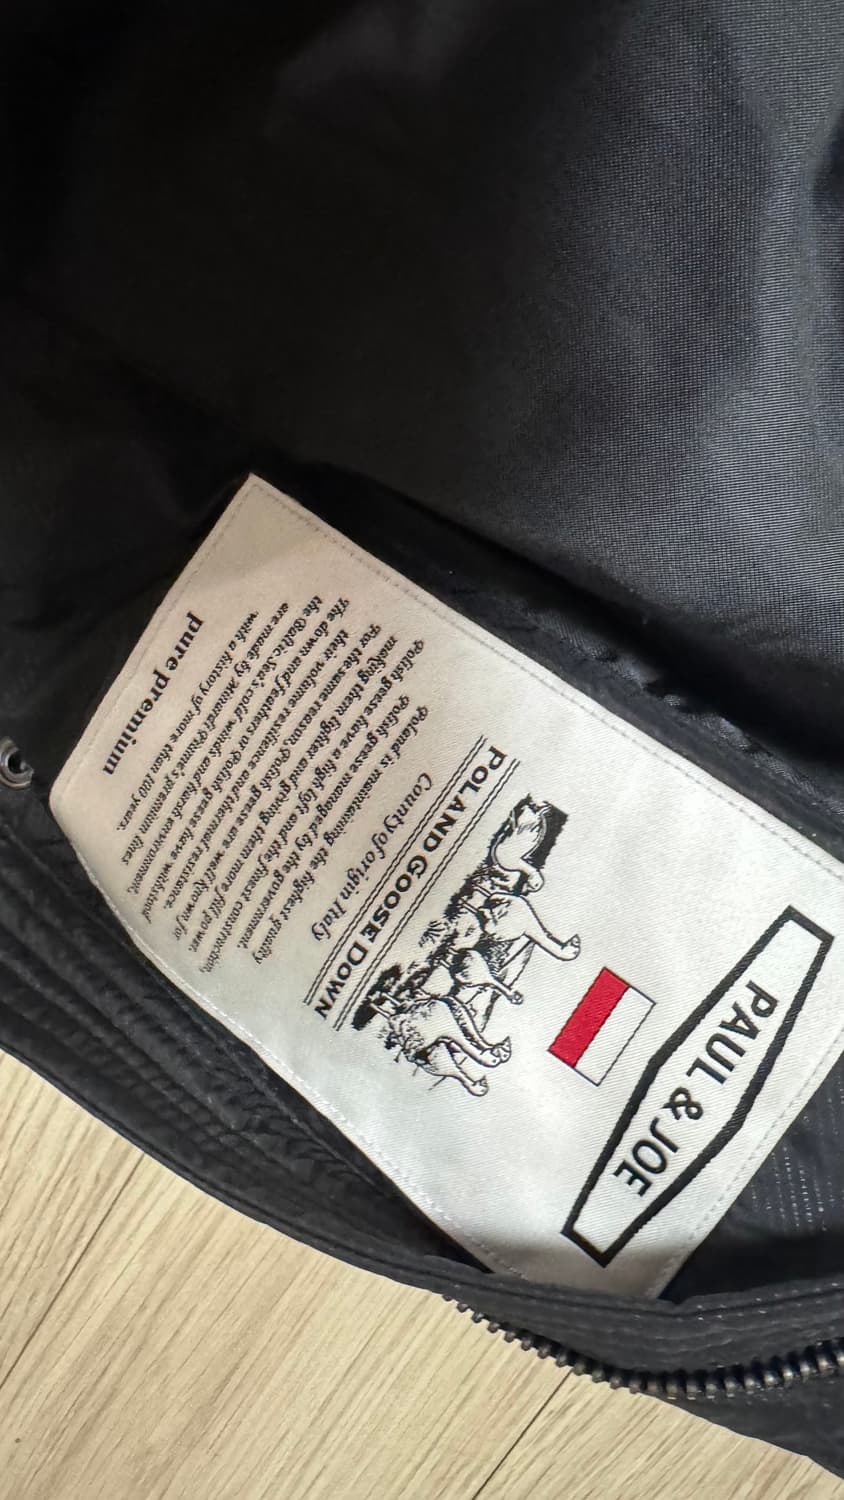 PAUL & JOE
POLAND GOOSE DOWN
County of origin Italy
Poland is maintaining the highest quality
Polish geese managed by the government.
Polish geese have a high loft and the finest construction,
making them lighter and giving them more fill power.
For the same reason, Polish geese are well known for
their volume, resilience and thermal resistance.
The down and feathers of Polish geese have withstood
the Baltic Sea's cold winds and harsh environment,
are made by Minardi Piume's premium lines
with a history of more than 100 years.
pure premium